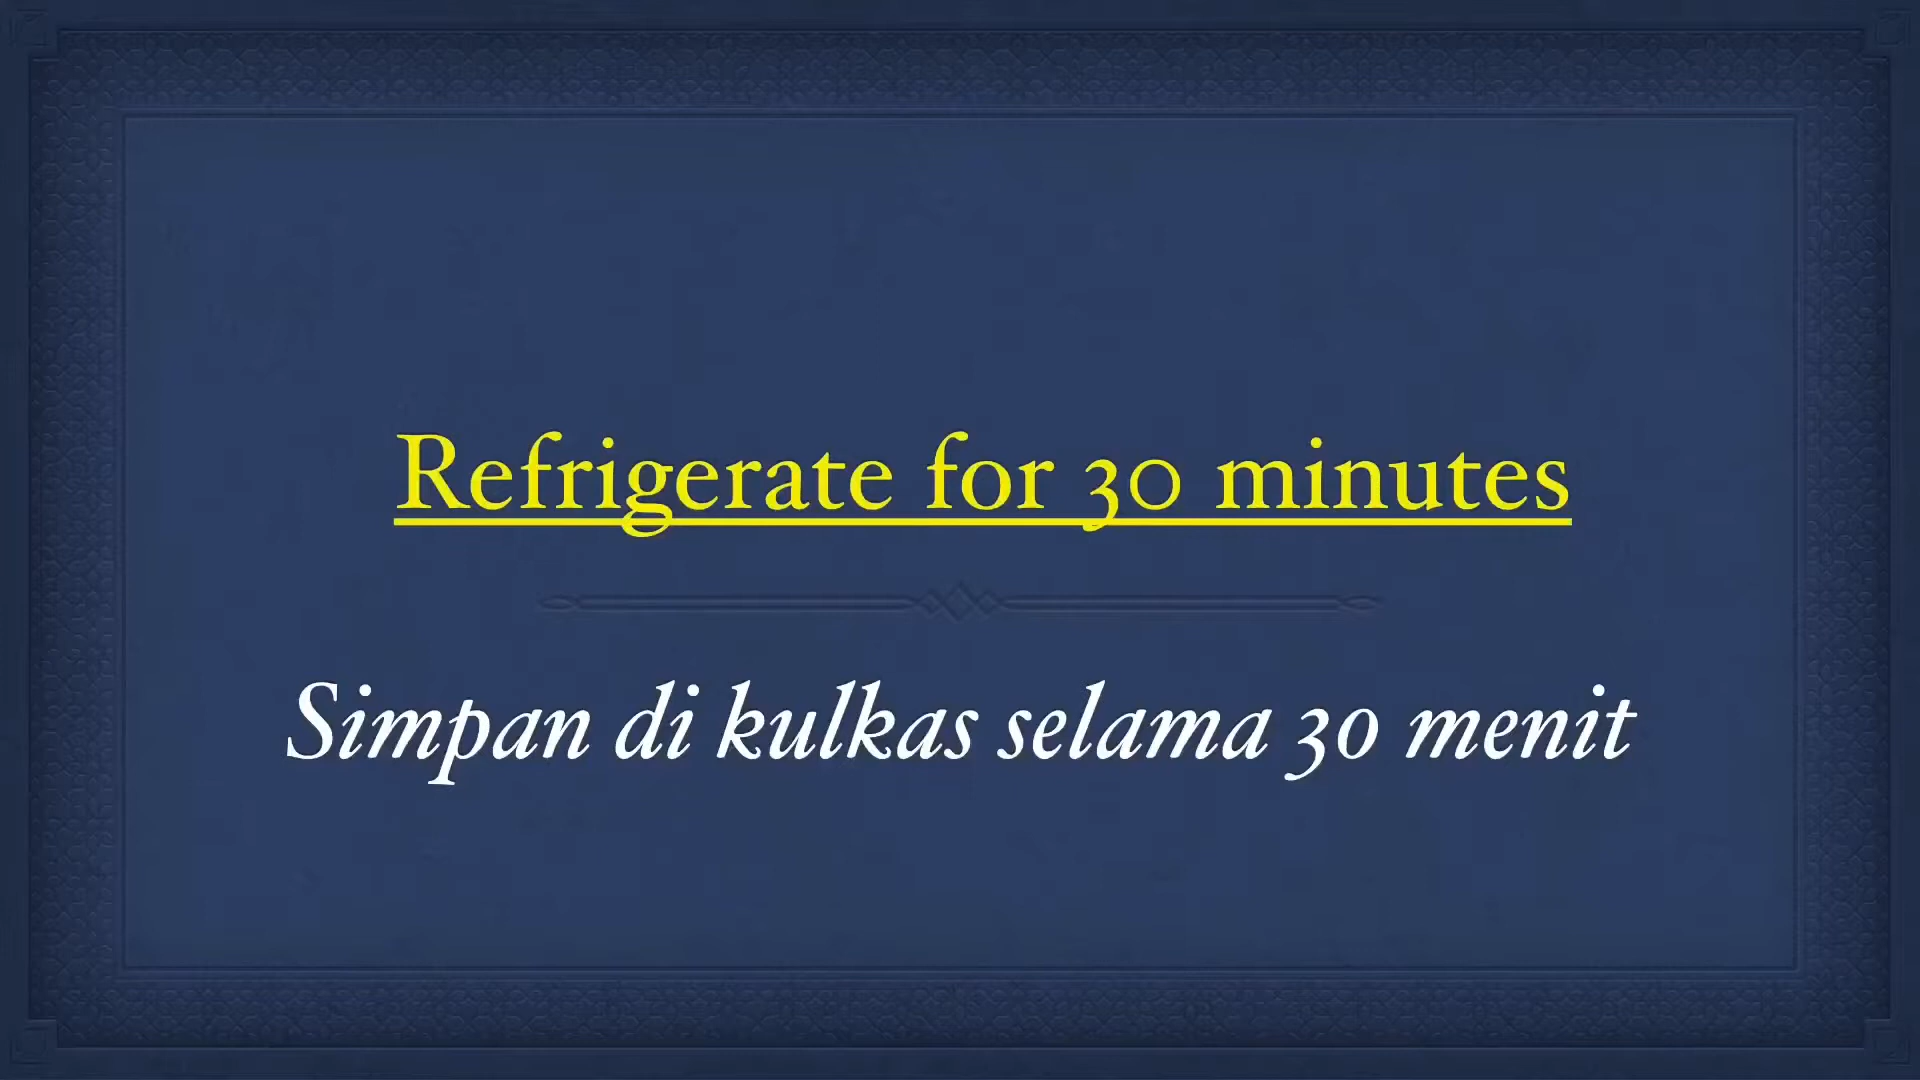 Refrigerate for 30 minutes
Simpan di kulkas selama 30 menit